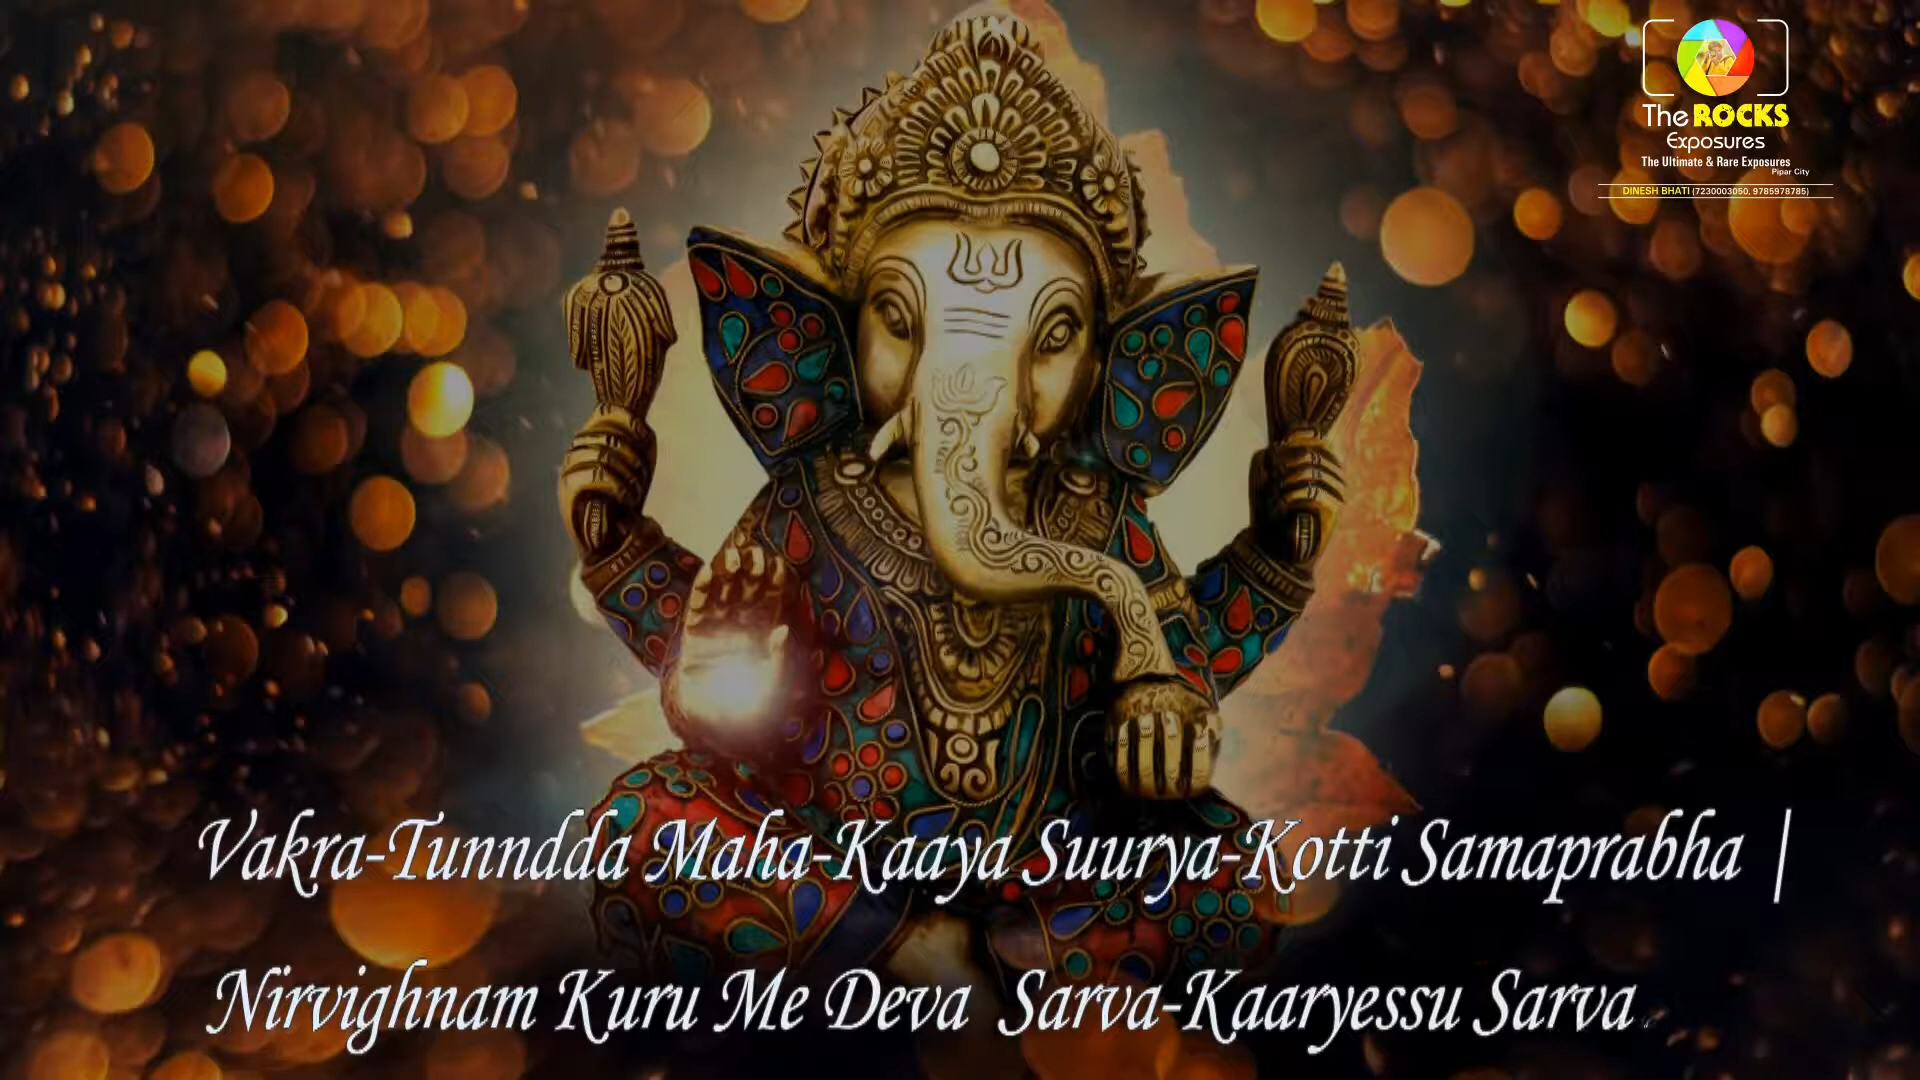 The ROCKS
Exposures
The Ultimate & Rare Exposures
Pipar City
DINESH BHATI (7230003050, 9785978785)
Vakra-Tunndda Maha-Kaaya Suurya-Kotti Samaprabha |
Nirvighnam Kuru Me Deva Sarva-Kaaryessu Sarva